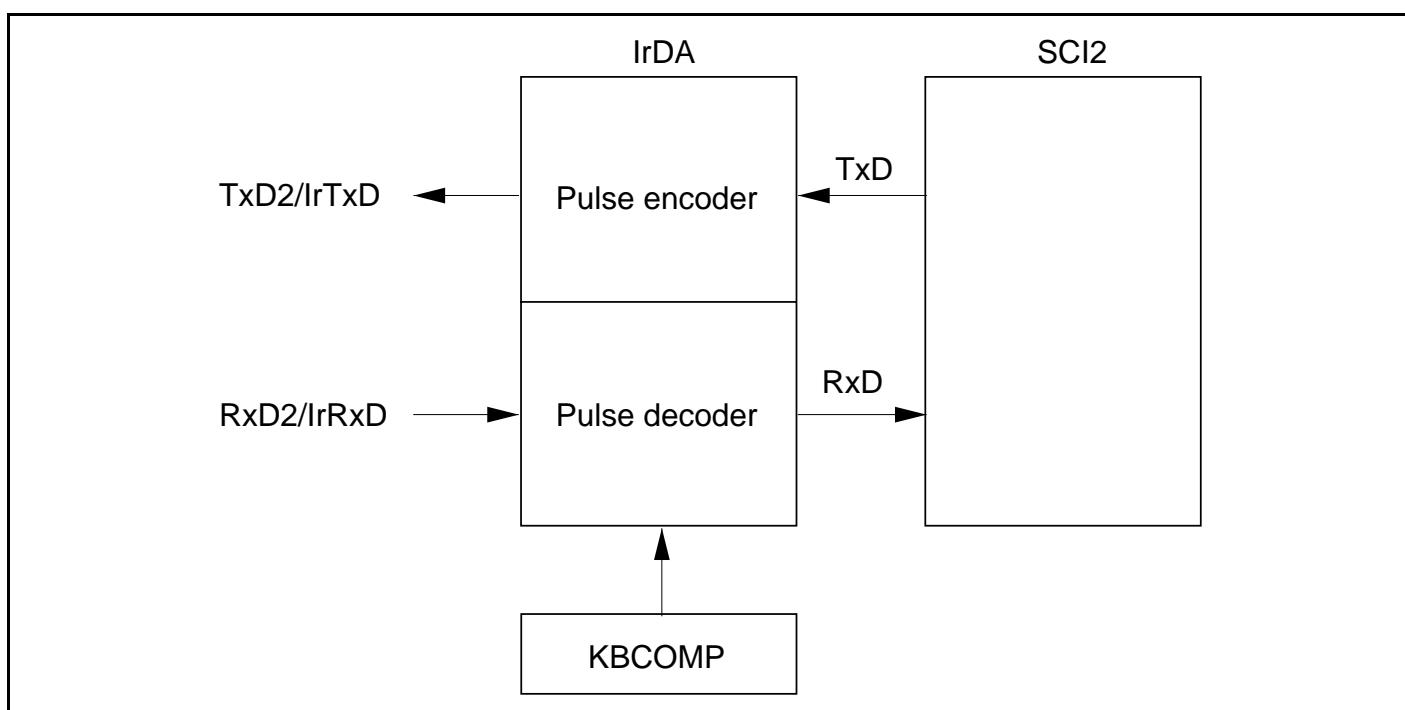 IrDA
SCI2
TxD2/IrTxD
Pulse encoder
TxD
RxD2/IrRxD
Pulse decoder
RxD
KBCOMP